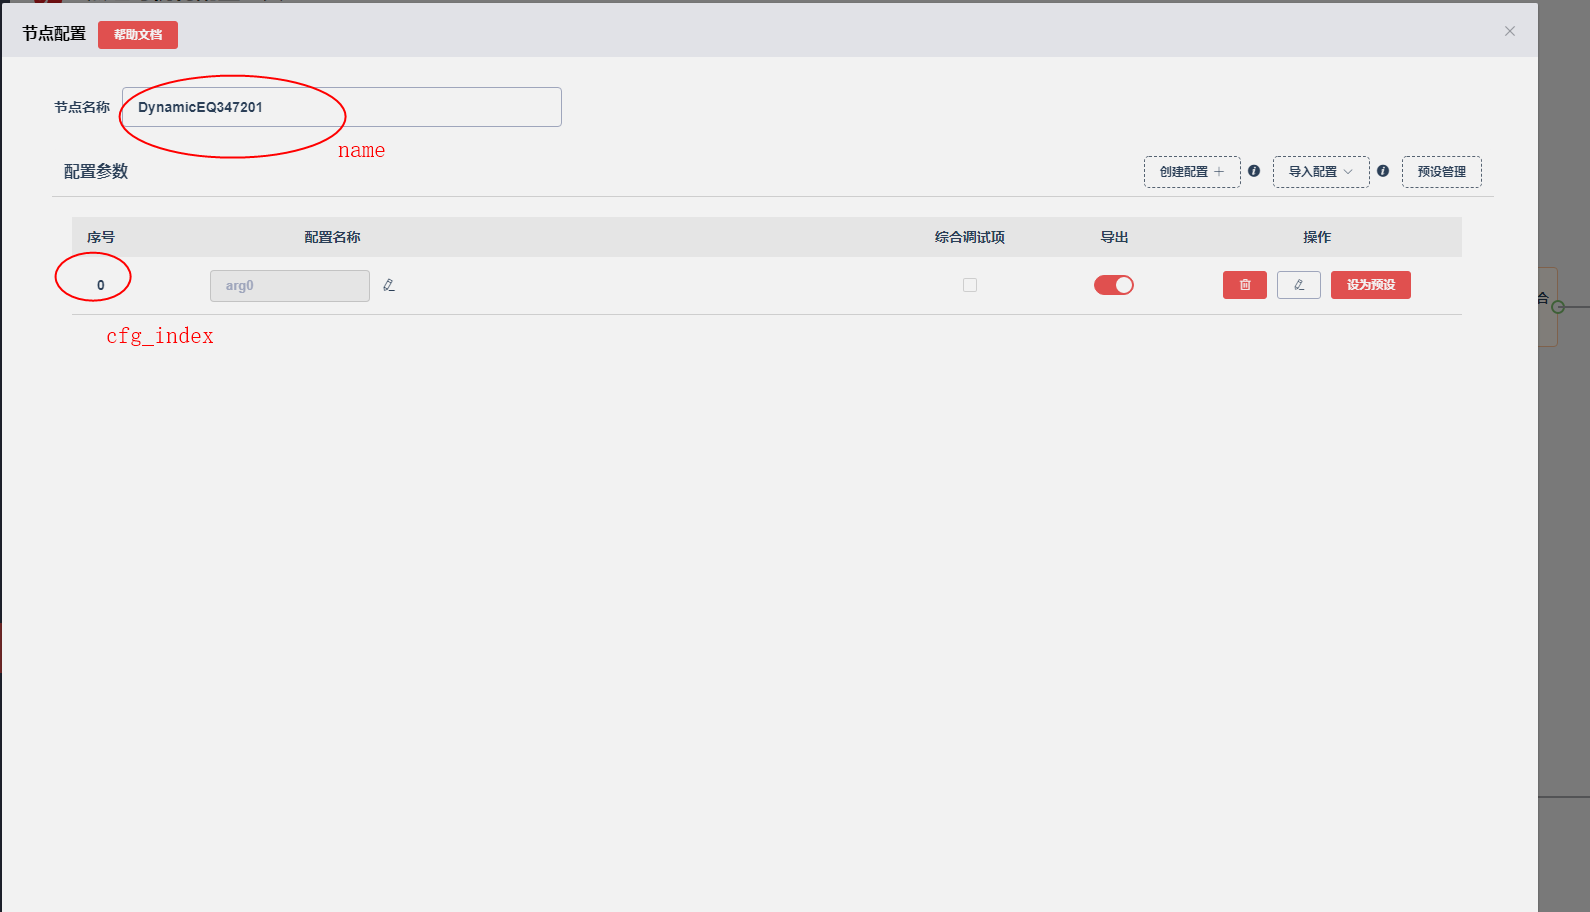 节点配置 帮助文档
节点名称 DynamicEQ347201
name
配置参数 创建配置 导入配置 预设管理
序号 配置名称 综合调试项 导出 操作
0 arg0 设为预设
合
cfg_index